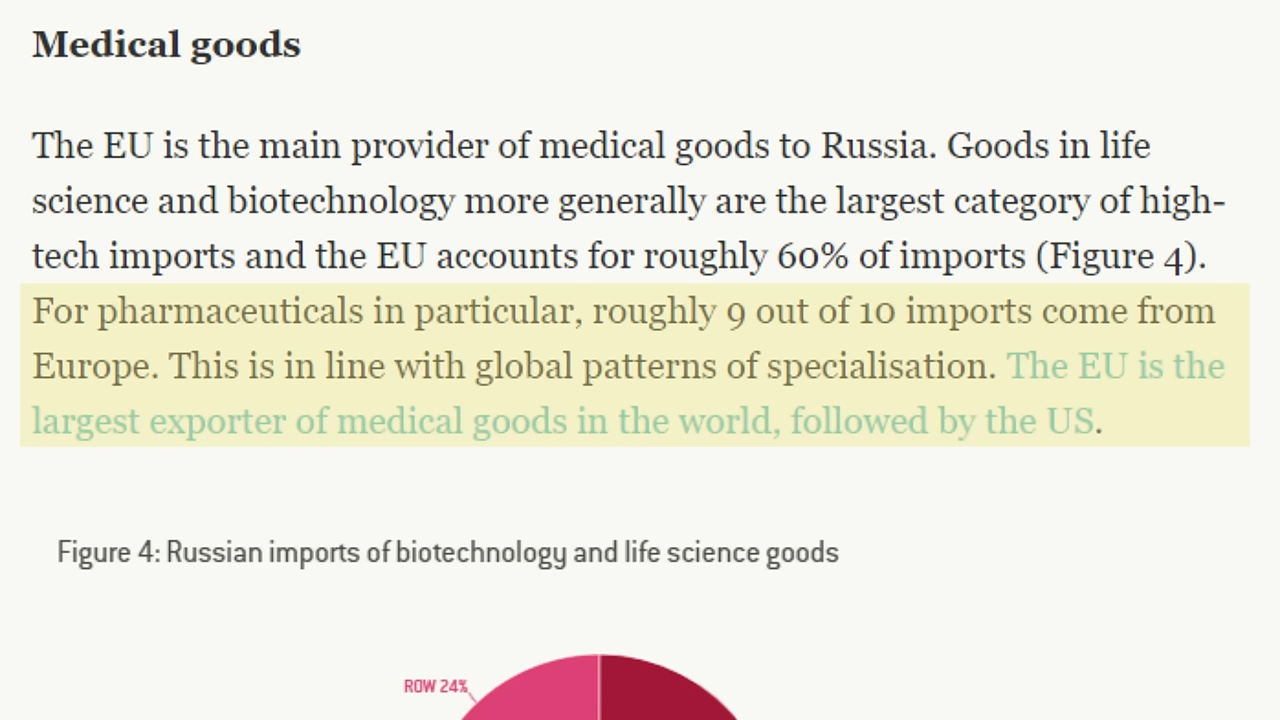 Medical goods
The EU is the main provider of medical goods to Russia. Goods in life
science and biotechnology more generally are the largest category of high-
tech imports and the EU accounts for roughly 60% of imports (Figure 4).
For pharmaceuticals in particular, roughly 9 out of 10 imports come from
Europe. This is in line with global patterns of specialisation. The EU is the
largest exporter of medical goods in the world, followed by the US.
Figure 4: Russian imports of biotechnology and life science goods
ROW 24%